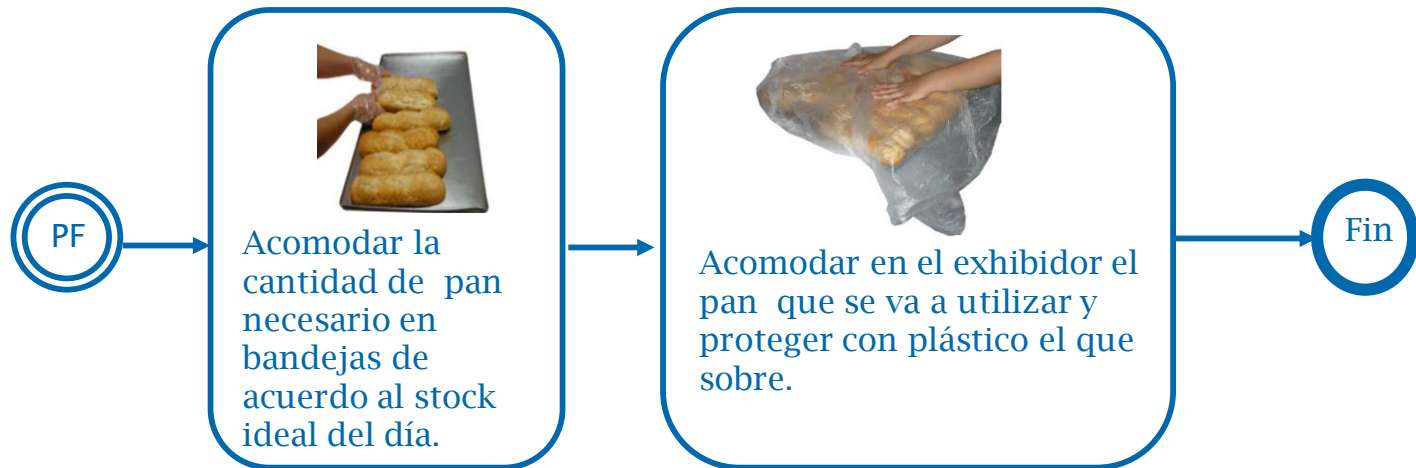 PF
Acomodar la
cantidad de pan
necesario en
bandejas de
acuerdo al stock
ideal del día.
Acomodar en el exhibidor el
pan que se va a utilizar y
proteger con plástico el que
sobre.
Fin